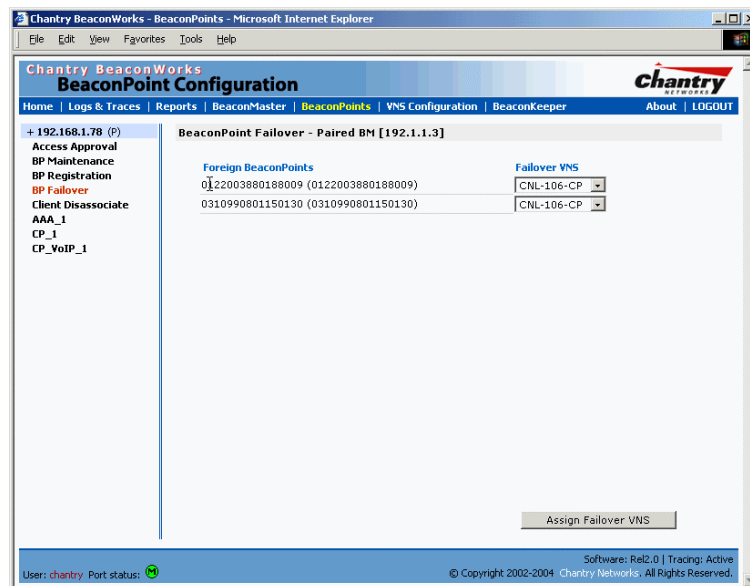 Chantry BeaconWorks - BeaconPoints - Microsoft Internet Explorer
File Edit View Favorites Tools Help
Chantry BeaconWorks
BeaconPoint Configuration
Chantry
NETWORKS
Home | Logs & Traces | Reports | BeaconMaster | BeaconPoints | VNS Configuration | BeaconKeeper About | LOGOUT
+ 192.168.1.78 (P)
Access Approval
BP Maintenance
BP Registration
BP Failover
Client Disassociate
AAA_1
CP_1
CP_VoIP_1
BeaconPoint Failover - Paired BM [192.1.1.3]
Foreign BeaconPoints Failover VNS
0122003880188009 (0122003880188009) CNL-106-CP
0310990801150130 (0310990801150130) CNL-106-CP
Assign Failover VNS
Software: Rel2.0 | Tracing: Active
User: chantry Port status: M © Copyright 2002-2004 Chantry Networks. All Rights Reserved.